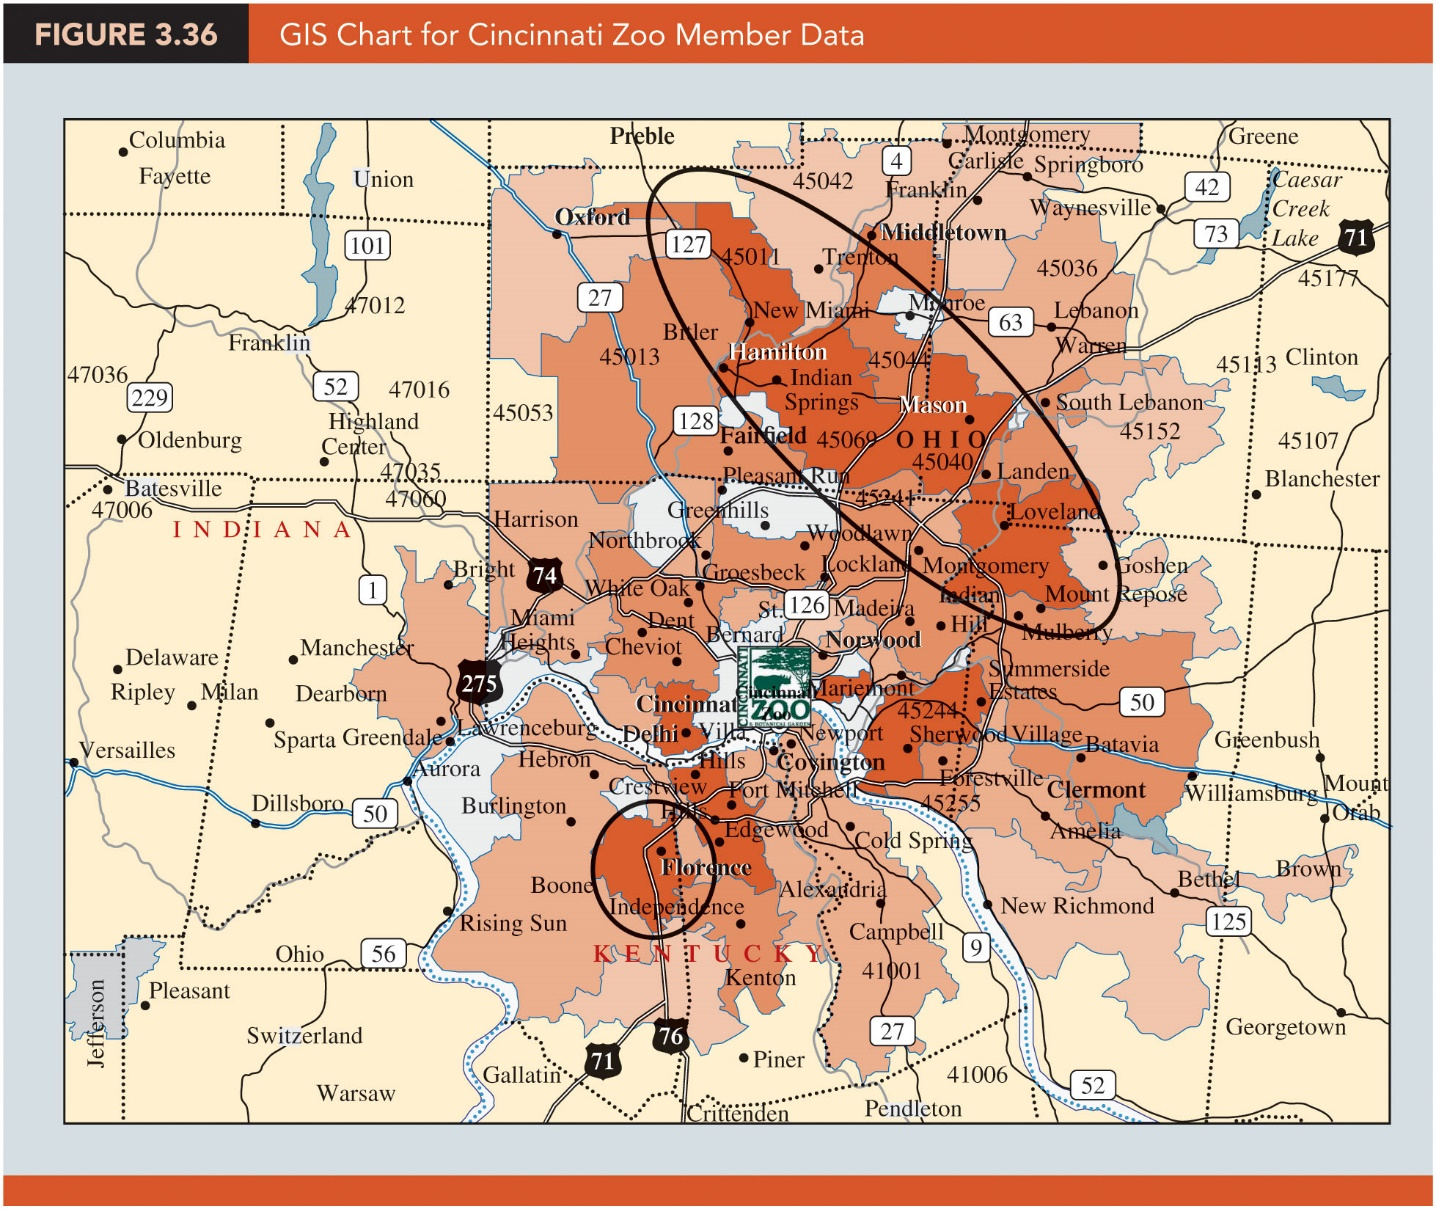 FIGURE 3.36
GIS Chart for Cincinnati Zoo Member Data
Columbia
Fayette
Union
Preble
Montgomery
Greene
4
Carlisle
Springboro
45042
Franklin
42
Caesar
Creek
Lake
Waynesville
Oxford
127
Middletown
73
71
101
45011
Trenton
45036
45177
27
47012
New Miami
Monroe
63
Lebanon
Franklin
Butler
Warren
45013
Hamilton
45044
45113
Clinton
47036
52
47016
Indian
Springs
229
45053
Mason
South Lebanon
Highland
Center
128
Fairfield
45069
OHIO
45152
Oldenburg
45040
45107
47035
Pleasant Run
Landen
Blanchester
Batesville
47060
45241
47006
INDIANA
Harrison
Greenhills
Loveland
Northbrook
Woodlawn
Bright
74
Groesbeck
Lockland
Montgomery
Goshen
1
White Oak
Indian
Hill
Mount Repose
St.
Bernard
126
Madeira
Miami
Heights
Dent
Mulberry
Manchester
Cheviot
Norwood
Delaware
Summerside
Estates
275
CINCINNATI
ZOO
& BOTANICAL GARDEN
Cincinnati
Zoo
Ripley
Milan
Dearborn
Mariemont
50
Cincinnati
45244
Sparta
Greendale
Lawrenceburg
Delhi
Villa
Hills
Newport
Sherwood Village
Batavia
Greenbush
Versailles
Hebron
Covington
Aurora
Crestview
Hills
Fort Mitchell
Forestville
Clermont
Williamsburg
Mount
Orab
Dillsboro
50
Burlington
45255
Edgewood
Cold Spring
Amelia
Florence
Boone
Alexandria
Bethel
Brown
Independence
New Richmond
125
Rising Sun
Campbell
9
Ohio
56
KENTUCKY
Kenton
41001
Pleasant
Jefferson
Switzerland
76
27
Georgetown
71
Piner
Gallatin
41006
52
Warsaw
Crittenden
Pendleton